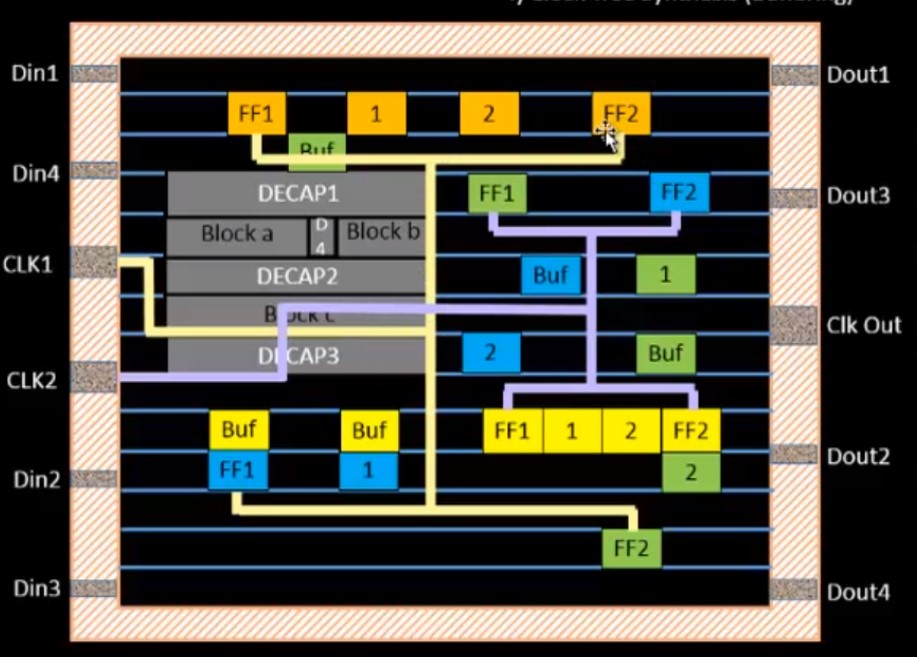 Din1
Dout1
FF1
1
2
FF2
Buf
Din4
DECAP1
FF1
FF2
Dout3
Block a
D
4
Block b
CLK1
DECAP2
Buf
1
Block c
Clk Out
DECAP3
2
Buf
CLK2
Buf
Buf
FF1
1
2
FF2
Din2
FF1
1
2
Dout2
FF2
Din3
Dout4